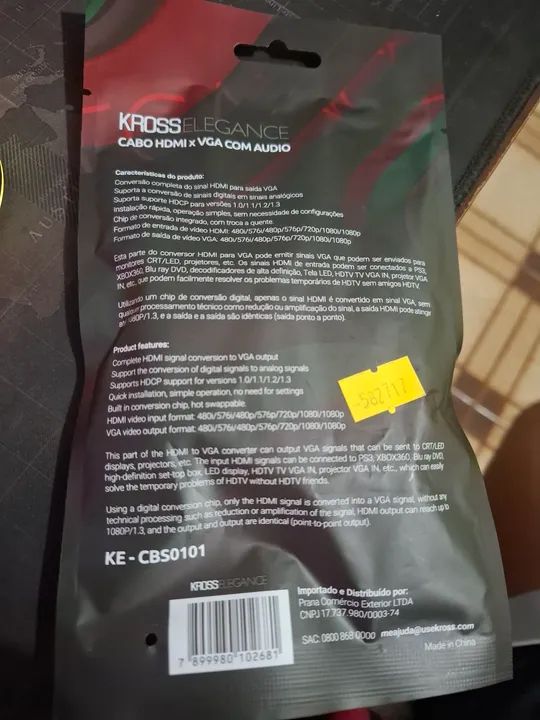 KROSSELEGANCE
CABO HDMI x VGA COM AUDIO
Características do produto:
Conversão completa do sinal HDMI para saída VGA
Suporta a conversão de sinais digitais em sinais analógicos
Suporta suporte HDCP para versões 1.0/1.1/1.2/1.3
Instalação rápida, operação simples, sem necessidade de configurações
Chip de conversão integrado, com troca a quente.
Formato de entrada de vídeo HDMI: 480i/576i/480p/576p/720p/1080i/1080p
Formato de saída de vídeo VGA: 480i/576i/480p/576p/720p/1080i/1080p
Esta parte do conversor HDMI para VGA pode emitir sinais VGA que podem ser enviados para
monitores CRT/LED, projetores, etc. Os sinais HDMI de entrada podem ser conectados a PS3,
XBOX360, Blu ray DVD, decodificadores de alta definição, Tela LED, HDTV TV VGA IN, projetor VGA
IN, etc, que podem facilmente resolver os problemas temporários de HDTV sem amigos HDTV.
Utilizando um chip de conversão digital, apenas o sinal HDMI é convertido em sinal VGA, sem
qualquer processamento técnico como redução ou amplificação do sinal, a saída HDMI pode atingir
até 1080P/1.3, e a saída e a saída são idênticas (saída ponto a ponto).
Product features:
Complete HDMI signal conversion to VGA output
Support the conversion of digital signals to analog signals
Supports HDCP support for versions 1.0/1.1/1.2/1.3
Quick installation, simple operation, no need for settings
Built in conversion chip, hot swappable.
HDMI video input format: 480i/576i/480p/576p/720p/1080i/1080p
VGA video output format: 480i/576i/480p/576p/720p/1080i/1080p
This part of the HDMI to VGA converter can output VGA signals that can be sent to CRT/LED
displays, projectors, etc. The input HDMI signals can be connected to PS3, XBOX360, Blu ray DVD,
high-definition set-top box, LED display, HDTV TV VGA IN, projector VGA IN, etc., which can easily
solve the temporary problems of HDTV without HDTV friends.
Using a digital conversion chip, only the HDMI signal is converted into a VGA signal, without any
technical processing such as reduction or amplification of the signal, HDMI output can reach up to
1080P/1.3, and the output and output are identical (point-to-point output).
582717
KE - CBS0101
KROSSELEGANCE
7 899980 102681
Importado e Distribuído por:
Prana Comércio Exterior LTDA
CNPJ 17.737.980/0003-74
SAC: 0800 868 0000 meajuda@usekross.com
Made in China